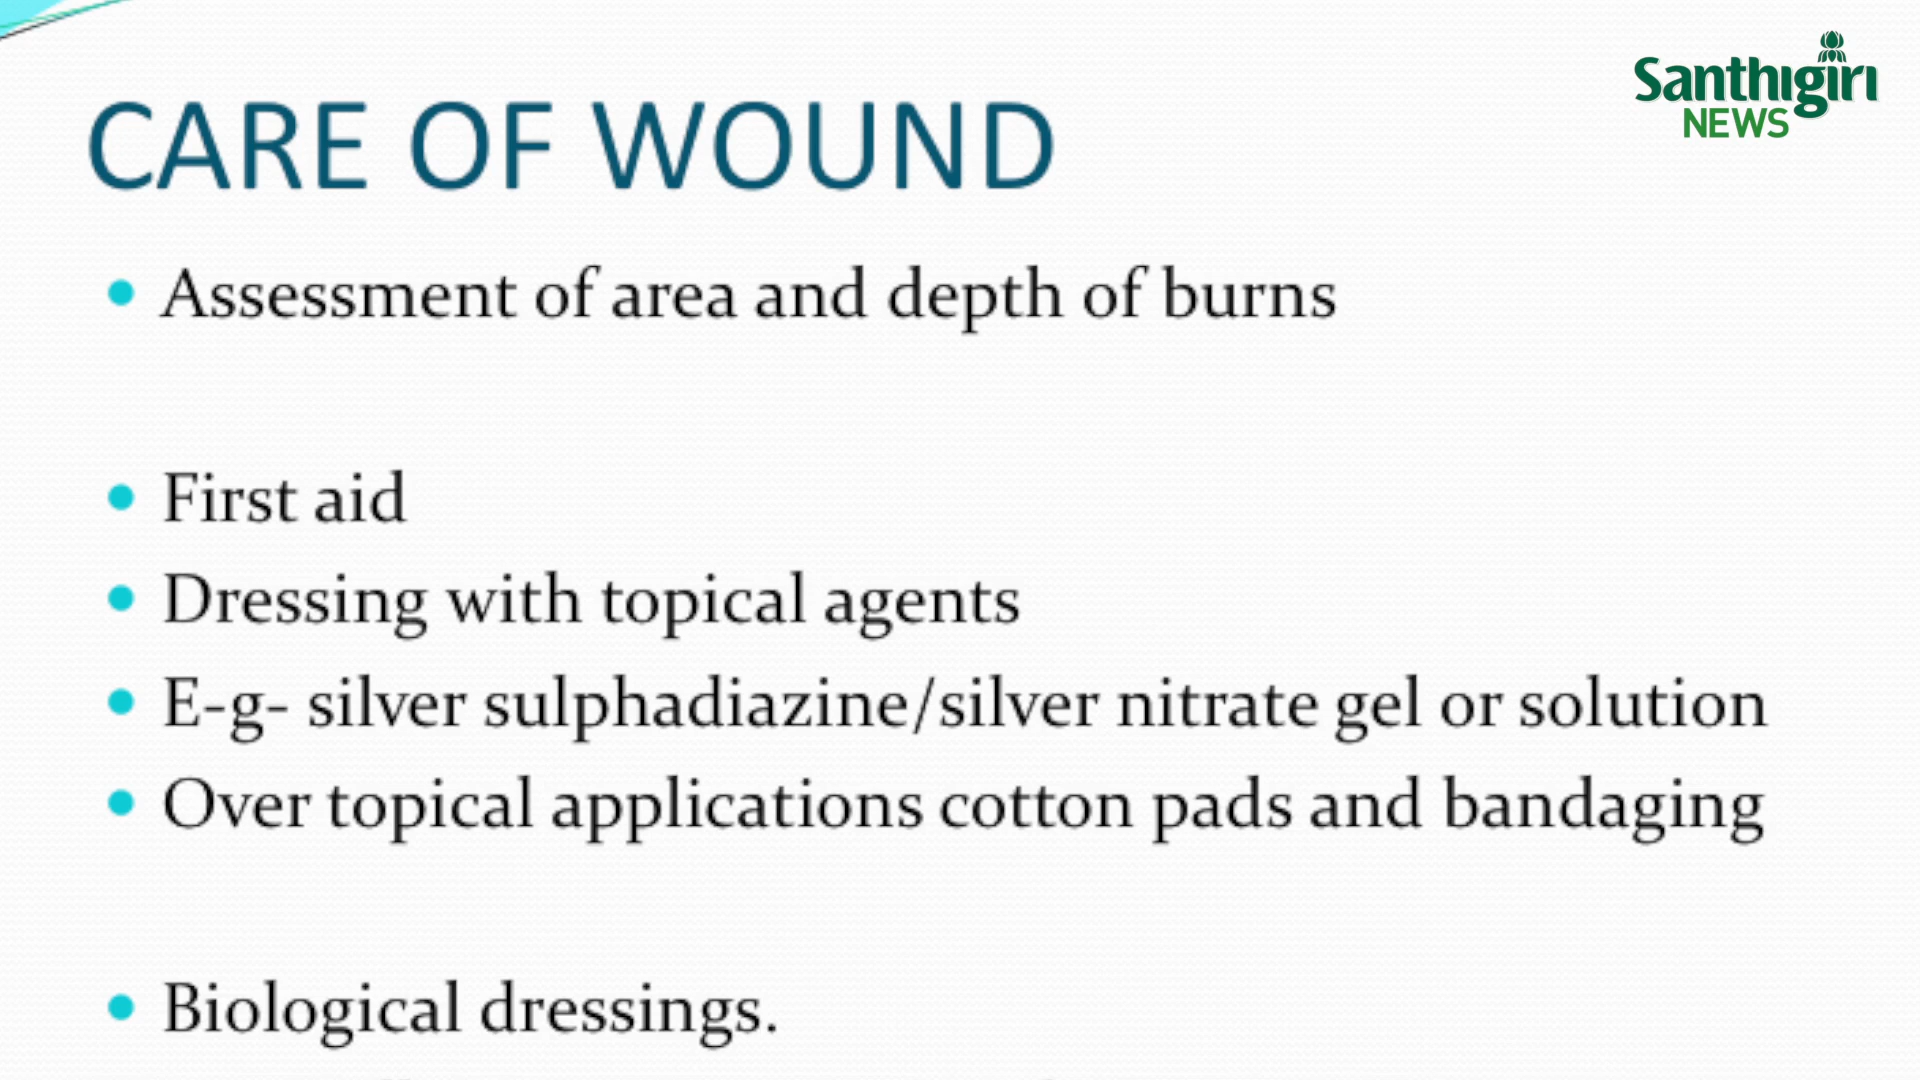 Santhigiri
NEWS
CARE OF WOUND
• Assessment of area and depth of burns
• First aid
• Dressing with topical agents
• E-g- silver sulphadiazine/silver nitrate gel or solution
• Over topical applications cotton pads and bandaging
• Biological dressings.